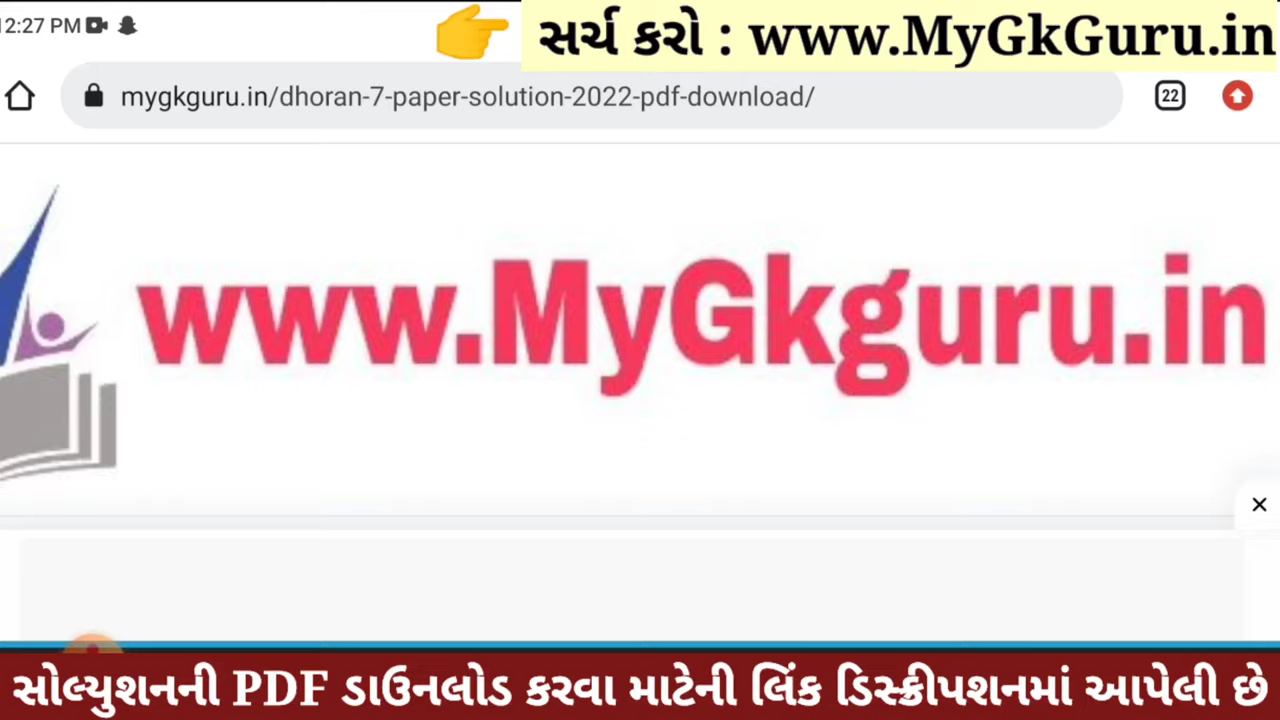 12:27 PM
👉 સર્ચ કરો : www.MyGkGuru.in
mygkguru.in/dhoran-7-paper-solution-2022-pdf-download/
22
www.MyGkguru.in
સોલ્યુશનની PDF ડાઉનલોડ કરવા માટેની લિંક ડિસ્ક્રીપશનમાં આપેલી છે